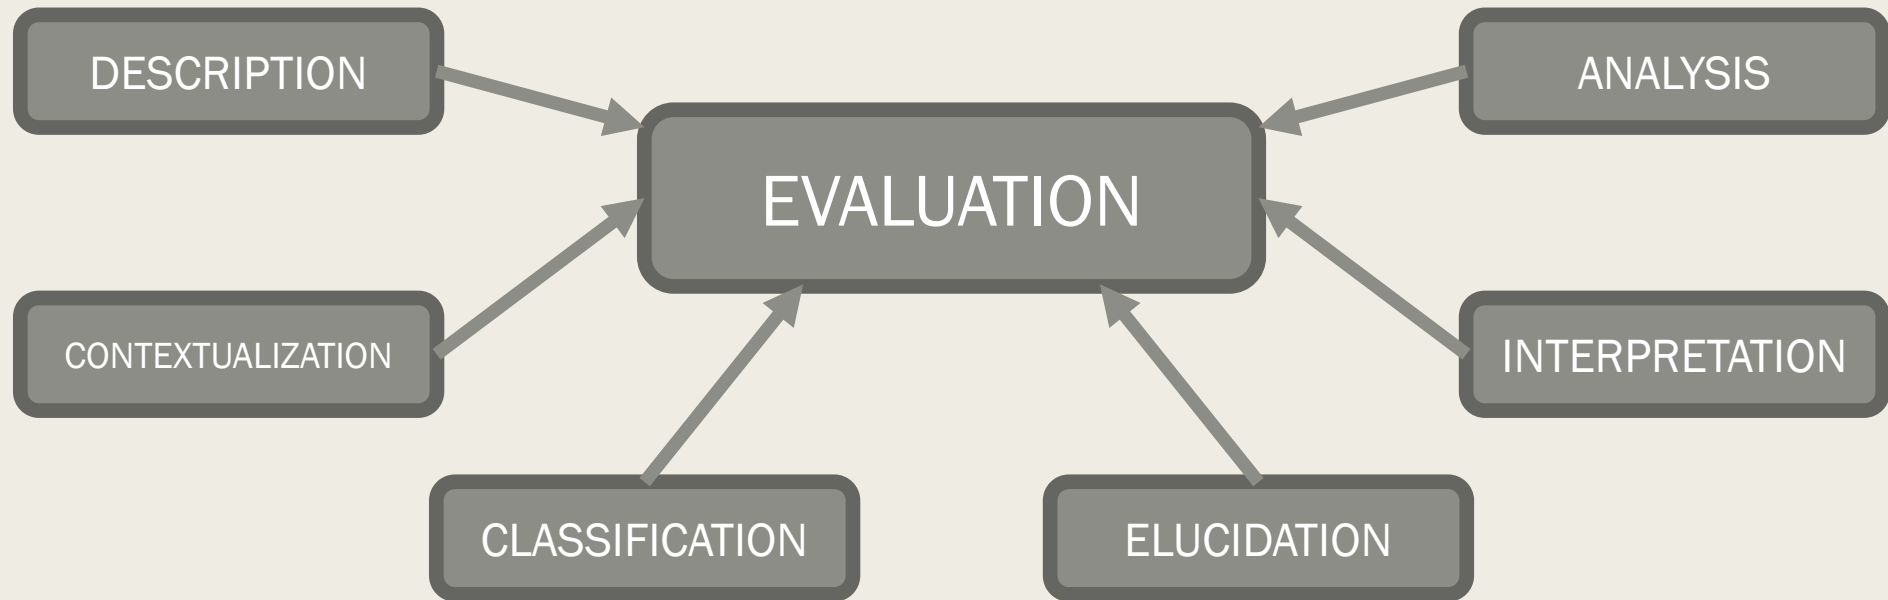 DESCRIPTION
ANALYSIS
EVALUATION
CONTEXTUALIZATION
INTERPRETATION
CLASSIFICATION
ELUCIDATION